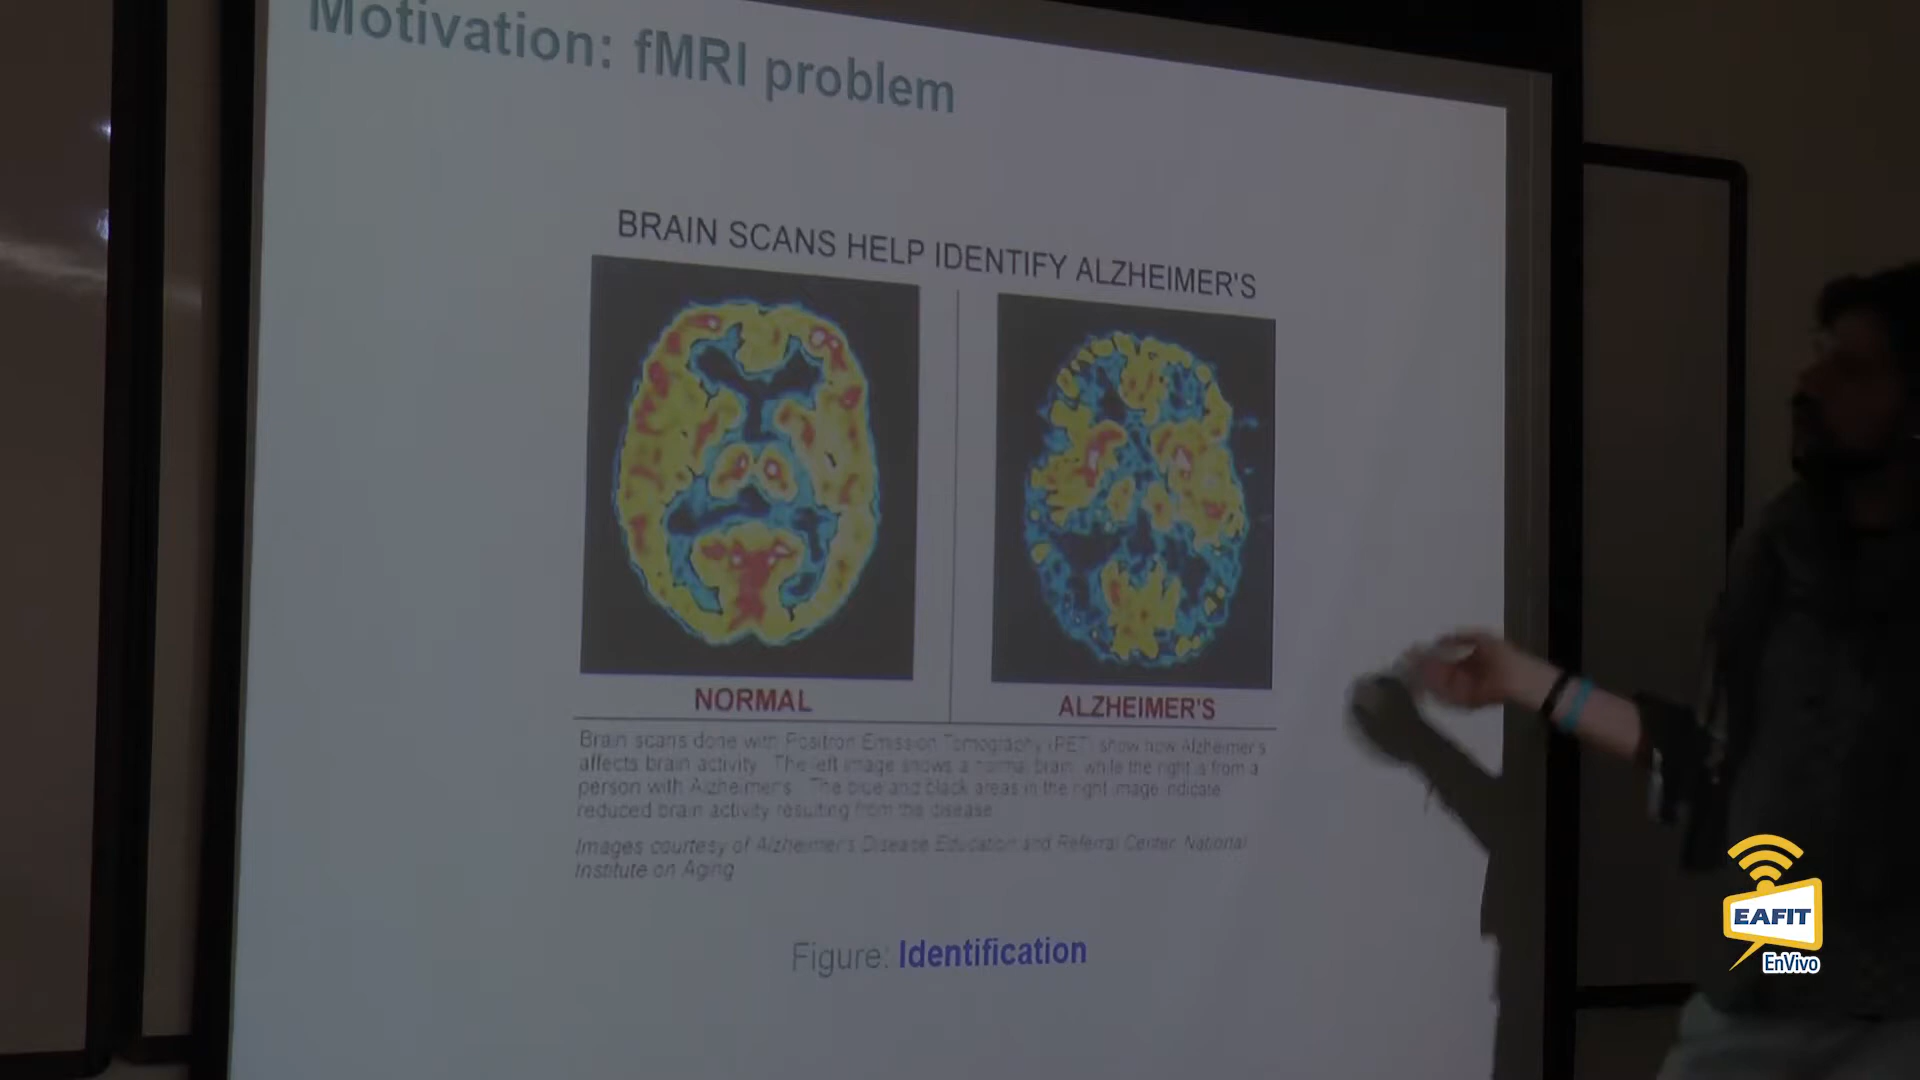 Motivation: fMRI problem
BRAIN SCANS HELP IDENTIFY ALZHEIMER'S
NORMAL
ALZHEIMER'S
Brain scans done with Positron Emission Tomography (PET) show how Alzheimer's
affects brain activity. The left image shows a normal brain, while the right is from a
person with Alzheimer's. The blue and black areas in the right image indicate
reduced brain activity resulting from the disease.
Images courtesy of Alzheimer's Disease Education and Referral Center, National
Institute on Aging
Figure: Identification
EAFIT
EnVivo